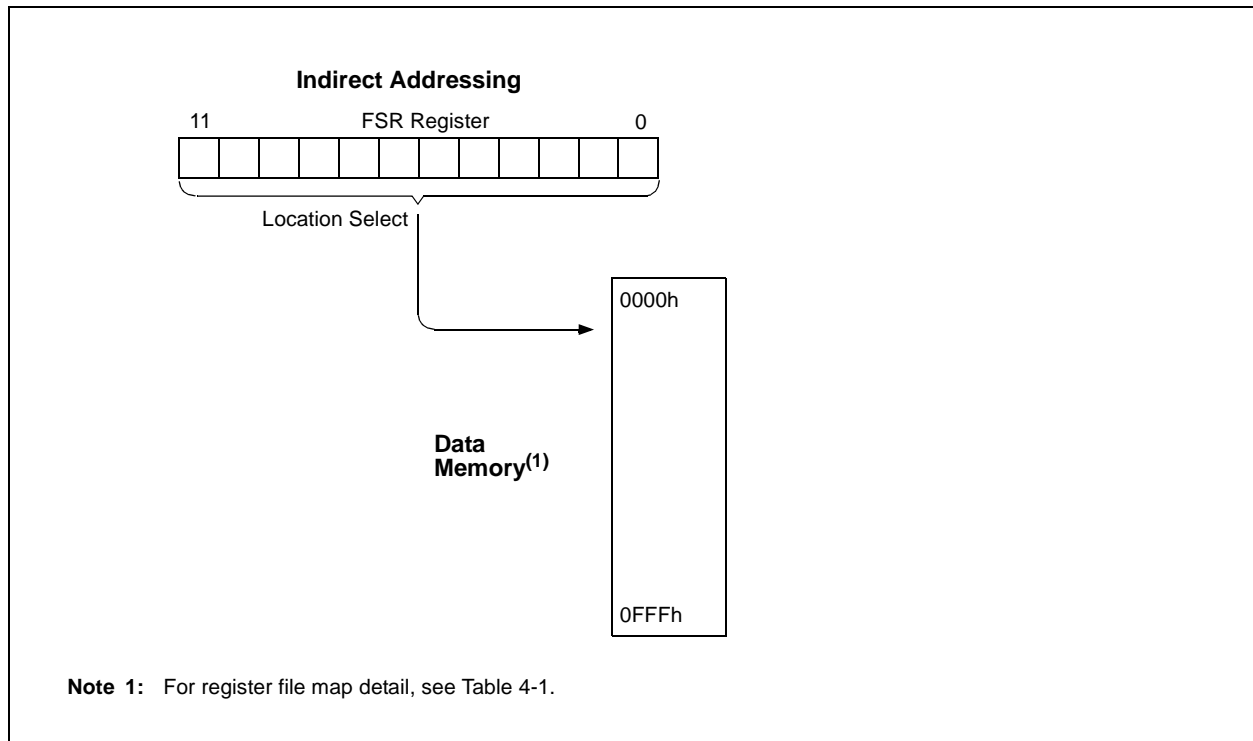 Indirect Addressing
11 FSR Register 0
Location Select
0000h
Data
Memory(1)
0FFFh
Note 1: For register file map detail, see Table 4-1.